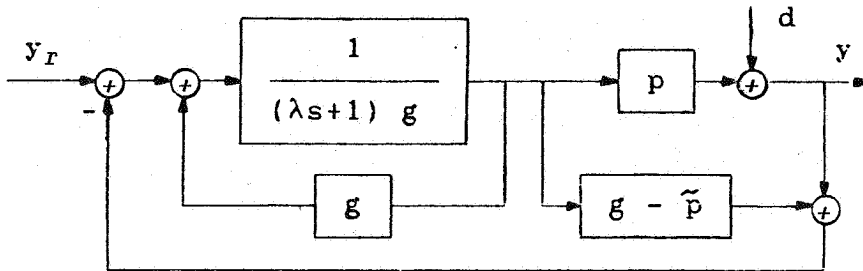 d
y_r
y
1
(λs+1) g
p
+
+
+
-
g
g - p̃
+